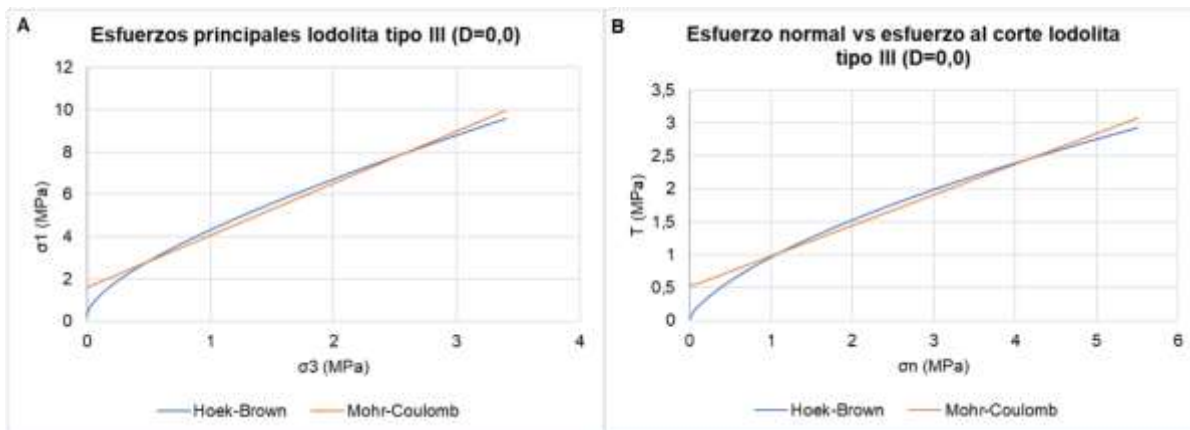 A
Esfuerzos principales lodolita tipo III (D=0,0)
12
10
8
6
4
2
0
σ1 (MPa)
0 1 2 3 4
σ3 (MPa)
Hoek-Brown Mohr-Coulomb
B
Esfuerzo normal vs esfuerzo al corte lodolita
tipo III (D=0,0)
3,5
3
2,5
2
1,5
1
0,5
0
T (MPa)
0 1 2 3 4 5 6
σn (MPa)
Hoek-Brown Mohr-Coulomb